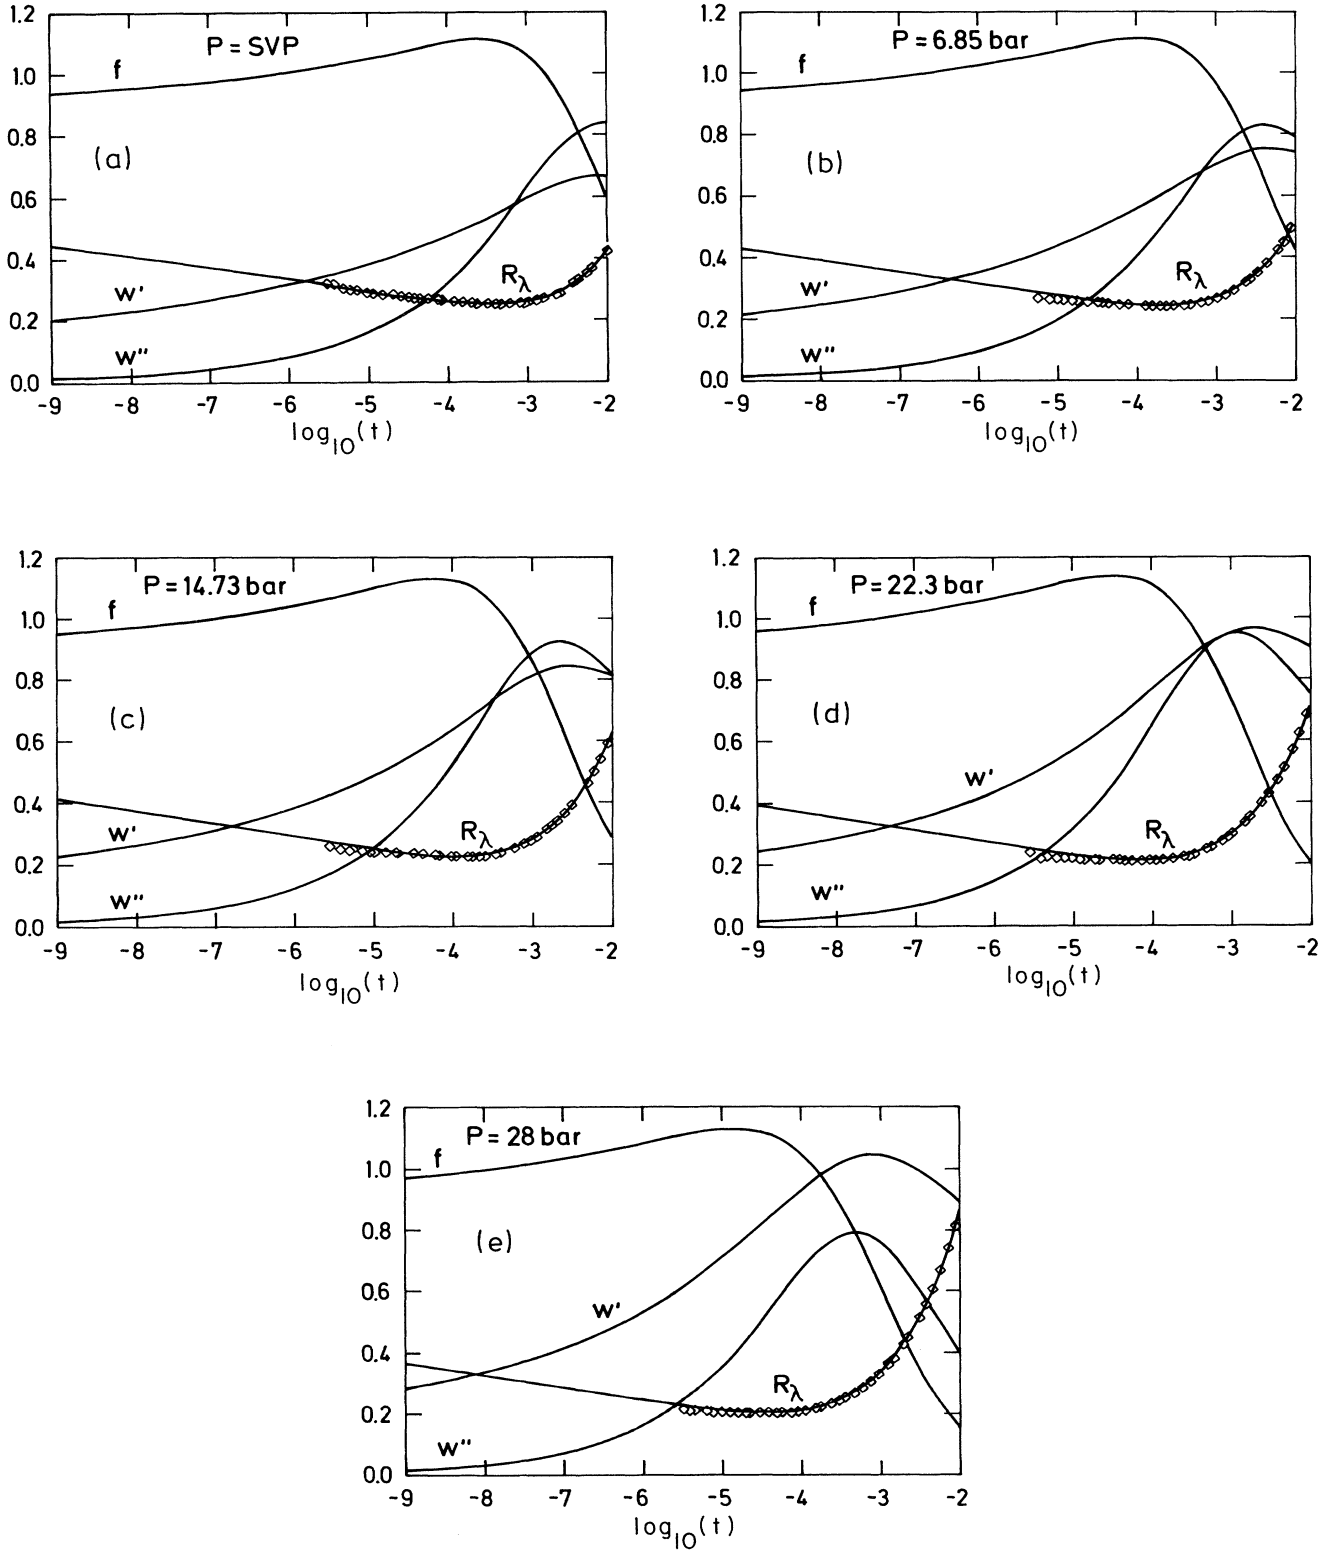 1.2
1.0
0.8
0.6
0.4
0.2
0.0
P = SVP
f
(a)
W'
W''
Rλ
-9 -8 -7 -6 -5 -4 -3 -2
log10(t)
1.2
1.0
0.8
0.6
0.4
0.2
0.0
P = 6.85 bar
f
(b)
W'
W''
Rλ
-9 -8 -7 -6 -5 -4 -3 -2
log10(t)
1.2
1.0
0.8
0.6
0.4
0.2
0.0
P = 14.73 bar
f
(c)
W'
W''
Rλ
-9 -8 -7 -6 -5 -4 -3 -2
log10(t)
1.2
1.0
0.8
0.6
0.4
0.2
0.0
P = 22.3 bar
f
(d)
W'
W''
Rλ
-9 -8 -7 -6 -5 -4 -3 -2
log10(t)
1.2
1.0
0.8
0.6
0.4
0.2
0.0
P = 28 bar
f
(e)
W'
W''
Rλ
-9 -8 -7 -6 -5 -4 -3 -2
log10(t)